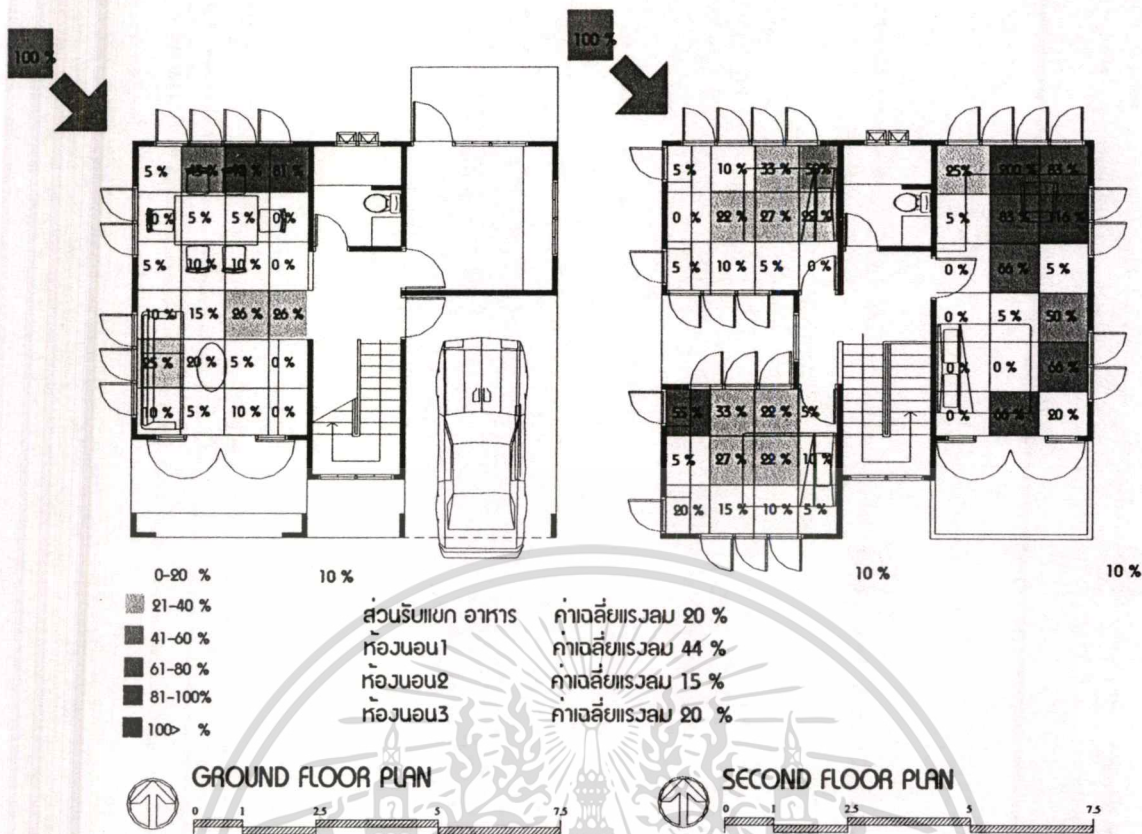 100 %
100 %
5 % 81 %
5 % 5 % 0 %
5 % 10 % 10 % 0 %
10 % 15 % 26 % 26 %
25 % 20 % 5 % 0 %
10 % 5 % 10 % 0 %
5 % 10 % 33 %
0 % 22 % 27 % 22 %
5 % 10 % 5 % 0 %
55 % 33 % 22 % 5%
5 % 27 % 22 % 10 %
20 % 15 % 10 % 5 %
25% 200 % 83 %
5 % 83 % 116 %
0 % 66 % 5 %
0 % 5 % 50 %
0 % 0 % 66 %
0 % 66 % 20 %
0-20 %
21-40 %
41-60 %
61-80 %
81-100%
100> %
10 %
10 %
10 %
ส่วนรับแขก อาหาร ค่าเฉลี่ยแรงลม 20 %
ห้องนอน1 ค่าเฉลี่ยแรงลม 44 %
ห้องนอน2 ค่าเฉลี่ยแรงลม 15 %
ห้องนอน3 ค่าเฉลี่ยแรงลม 20 %
GROUND FLOOR PLAN
0 1 2.5 5 7.5
SECOND FLOOR PLAN
0 1 2.5 5 7.5